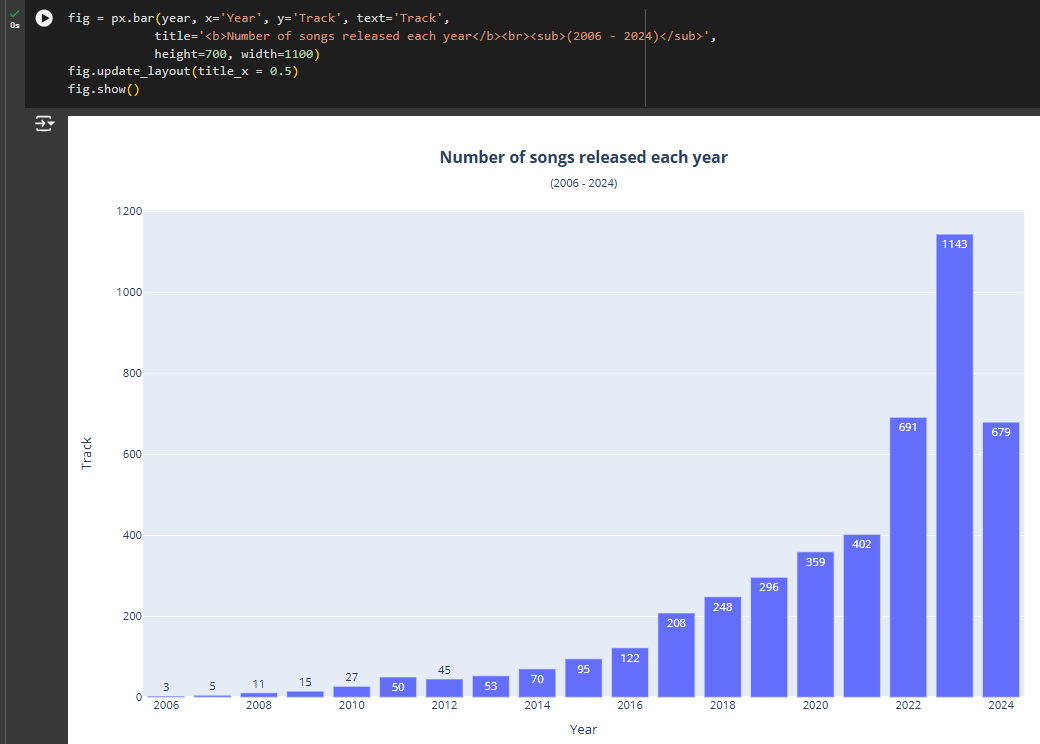 fig = px.bar(year, x='Year', y='Track', text='Track',
title='<b>Number of songs released each year</b><br><sub>(2006 - 2024)</sub>',
height=700, width=1100)
fig.update_layout(title_x = 0.5)
fig.show()
0s
Number of songs released each year
(2006 - 2024)
1200
1000
800
600
400
200
0
Track
3
5
11
15
27
50
45
53
70
95
122
208
248
296
359
402
691
1143
679
2006 2008 2010 2012 2014 2016 2018 2020 2022 2024
Year